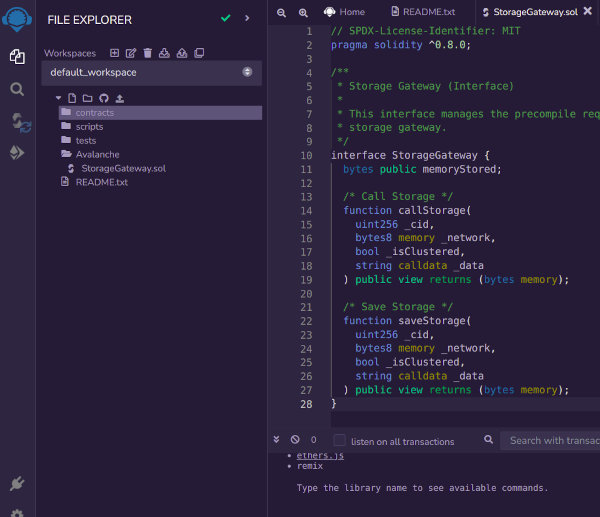 FILE EXPLORER
Workspaces
default_workspace
contracts
scripts
tests
Avalanche
StorageGateway.sol
README.txt
Home
README.txt
StorageGateway.sol
1 // SPDX-License-Identifier: MIT
2 pragma solidity ^0.8.0;
3
4 /**
5 * Storage Gateway (Interface)
6 *
7 * This interface manages the precompile req
8 * storage gateway.
9 */
10 interface StorageGateway {
11 bytes public memoryStored;
12
13 /* Call Storage */
14 function callStorage(
15 uint256 _cid,
16 bytes8 memory _network,
17 bool _isClustered,
18 string calldata _data
19 ) public view returns (bytes memory);
20
21 /* Save Storage */
22 function saveStorage(
23 uint256 _cid,
24 bytes8 memory _network,
25 bool _isClustered,
26 string calldata _data
27 ) public view returns (bytes memory);
28 }
0
listen on all transactions
Search with transac
• ethers.js
• remix
Type the library name to see available commands.